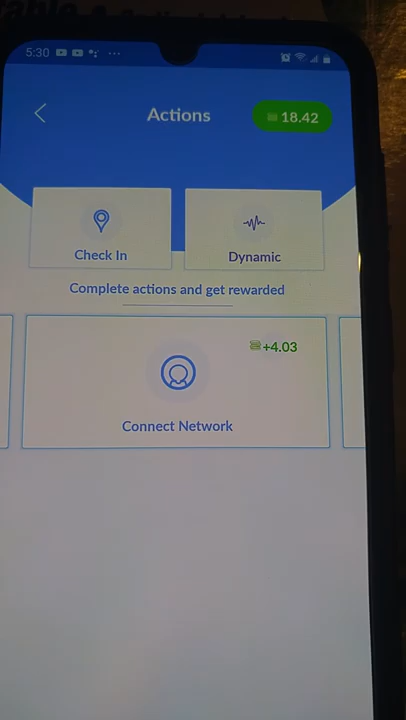 5:30
Actions
18.42
Check In
Dynamic
Complete actions and get rewarded
+4.03
Connect Network